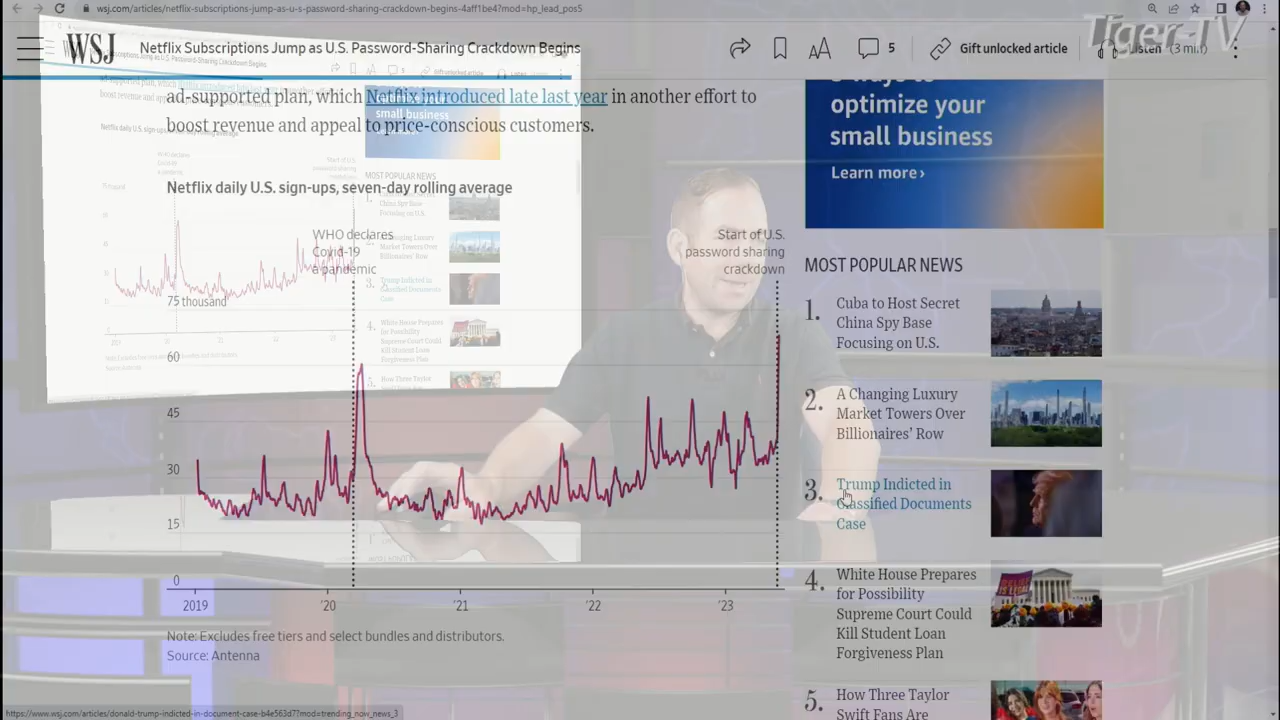 wsj.com/articles/netflix-subscriptions-jump-as-u-s-password-sharing-crackdown-begins-4aff1be4?mod=hp_lead_pos5
Tiger-TV
WSJ
Netflix Subscriptions Jump as U.S. Password-Sharing Crackdown Begins
5
Gift unlocked article
Listen (3 min)
ad-supported plan, which Netflix introduced late last year in another effort to
boost revenue and appeal to price-conscious customers.
optimize your
small business
Learn more ›
Netflix daily U.S. sign-ups, seven-day rolling average
WHO declares
Covid-19
a pandemic
Start of U.S.
password sharing
crackdown
75 thousand
60
45
30
15
0
2019
'20
'21
'22
'23
Note: Excludes free tiers and select bundles and distributors.
Source: Antenna
MOST POPULAR NEWS
1.
Cuba to Host Secret
China Spy Base
Focusing on U.S.
2.
A Changing Luxury
Market Towers Over
Billionaires' Row
3.
Trump Indicted in
Classified Documents
Case
4.
White House Prepares
for Possibility
Supreme Court Could
Kill Student Loan
Forgiveness Plan
5.
How Three Taylor
Swift Fans Are
https://www.wsj.com/articles/donald-trump-indicted-in-document-case-b4e563d7?mod=trending_now_news_3